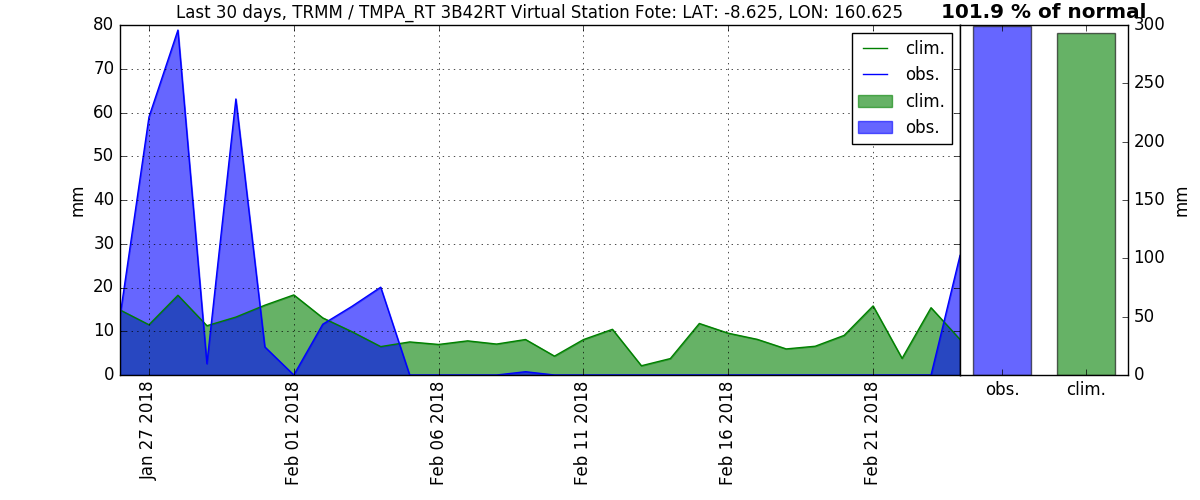 Last 30 days, TRMM / TMPA_RT 3B42RT Virtual Station Fote: LAT: -8.625, LON: 160.625
101.9 % of normal
80
70
60
50
40
30
20
10
0
mm
clim.
obs.
clim.
obs.
Jan 27 2018
Feb 01 2018
Feb 06 2018
Feb 11 2018
Feb 16 2018
Feb 21 2018
300
250
200
150
100
50
0
mm
obs.
clim.